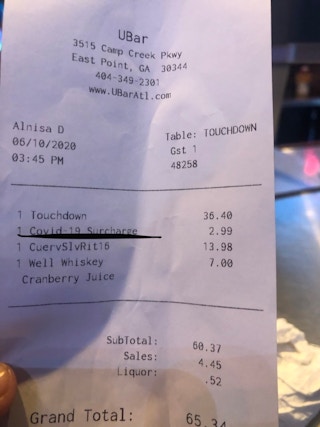 UBar
3515 Camp Creek Pkwy
East Point, GA 30344
404-349-2301
www.UBarAtl.com
Alnisa D Table: TOUCHDOWN
06/10/2020 Gst 1
03:45 PM 48258
1 Touchdown 36.40
1 Covid-19 Surcharge 2.99
1 CuervSlvRit16 13.98
1 Well Whiskey 7.00
Cranberry Juice
SubTotal: 60.37
Sales: 4.45
Liquor: .52
Grand Total: 65.34